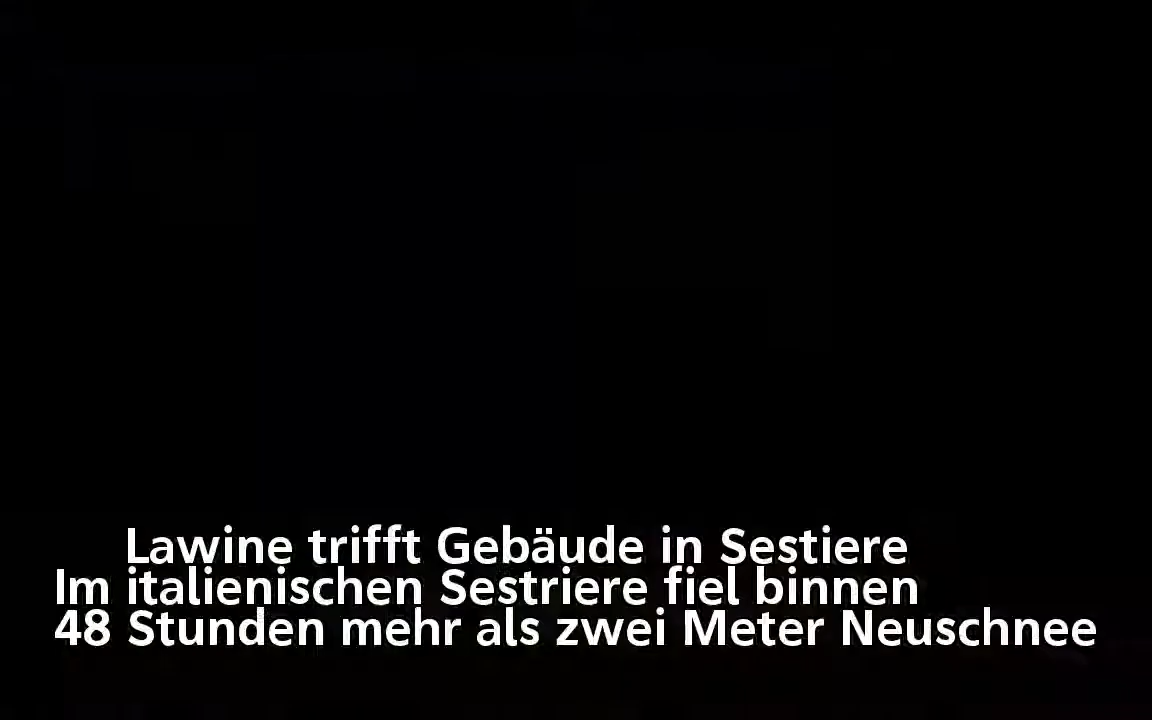 Lawine trifft Gebäude in Sestiere
Im italienischen Sestriere fiel binnen
48 Stunden mehr als zwei Meter Neuschnee